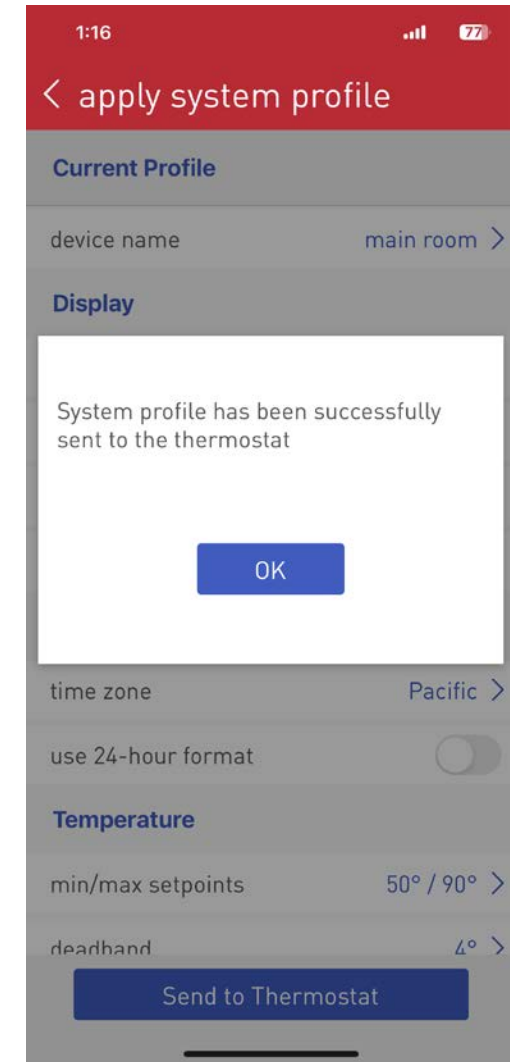 1:16
77
apply system profile
Current Profile
device name main room
Display
System profile has been successfully
sent to the thermostat
OK
time zone Pacific
use 24-hour format
Temperature
min/max setpoints 50° / 90°
deadband 4°
Send to Thermostat